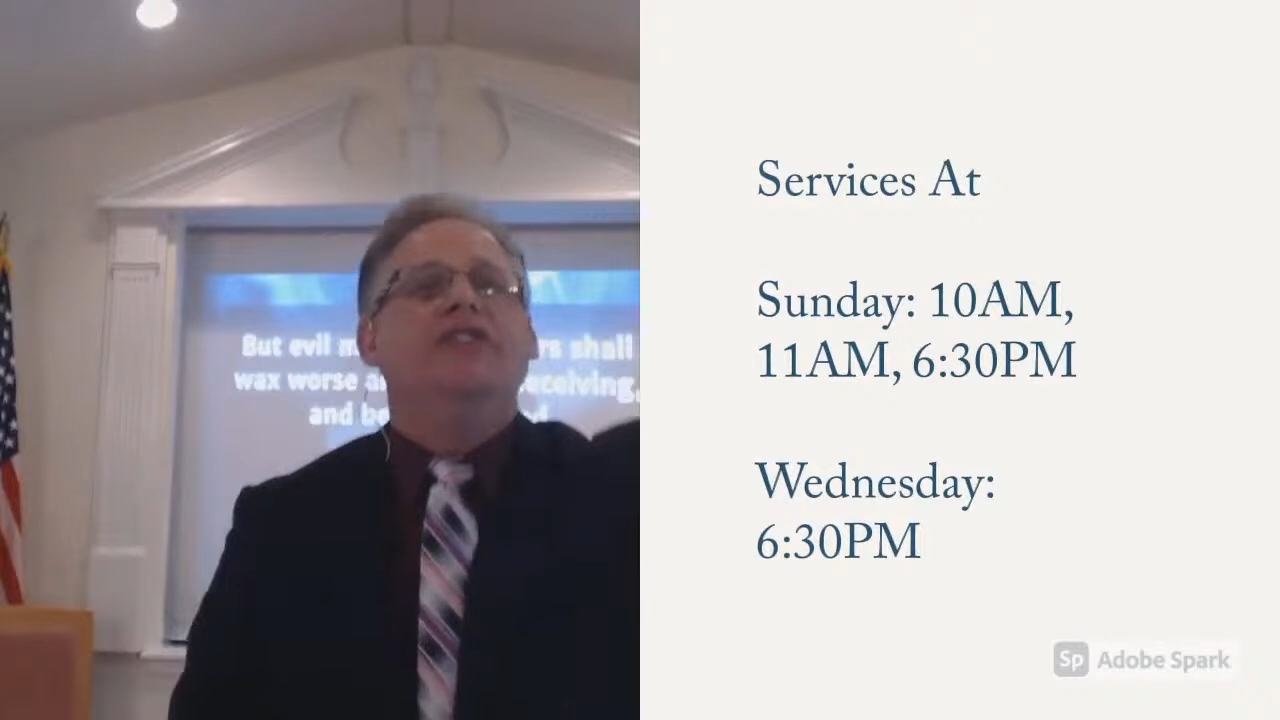 But evil shall
wax worse
and
Services At
Sunday: 10AM,
11AM, 6:30PM
Wednesday:
6:30PM
Sp Adobe Spark